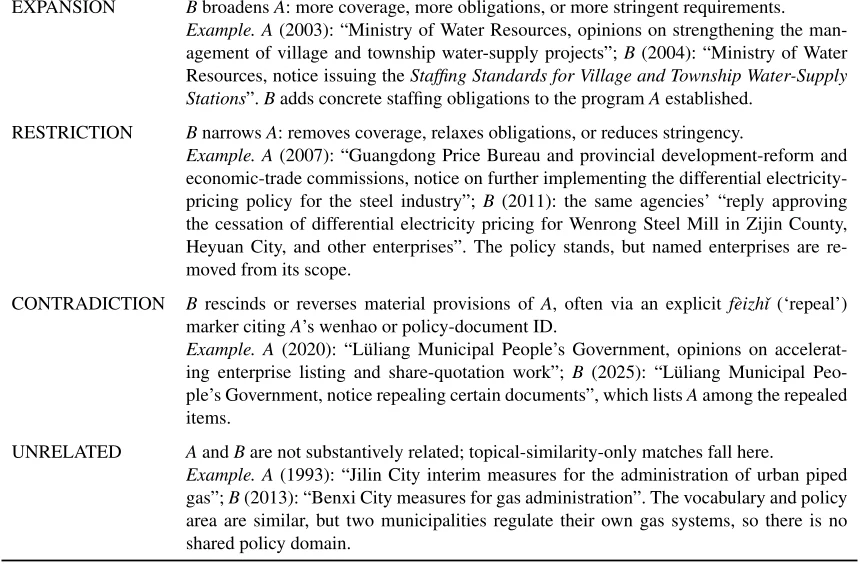 EXPANSION B broadens A: more coverage, more obligations, or more stringent requirements.
Example. A (2003): “Ministry of Water Resources, opinions on strengthening the man-
agement of village and township water-supply projects”; B (2004): “Ministry of Water
Resources, notice issuing the Staffing Standards for Village and Township Water-Supply
Stations”. B adds concrete staffing obligations to the program A established.
RESTRICTION B narrows A: removes coverage, relaxes obligations, or reduces stringency.
Example. A (2007): “Guangdong Price Bureau and provincial development-reform and
economic-trade commissions, notice on further implementing the differential electricity-
pricing policy for the steel industry”; B (2011): the same agencies’ “reply approving
the cessation of differential electricity pricing for Wenrong Steel Mill in Zijin County,
Heyuan City, and other enterprises”. The policy stands, but named enterprises are re-
moved from its scope.
CONTRADICTION B rescinds or reverses material provisions of A, often via an explicit fèizhǐ (‘repeal’)
marker citing A’s wenhao or policy-document ID.
Example. A (2020): “Lüliang Municipal People’s Government, opinions on accelerat-
ing enterprise listing and share-quotation work”; B (2025): “Lüliang Municipal Peo-
ple’s Government, notice repealing certain documents”, which lists A among the repealed
items.
UNRELATED A and B are not substantively related; topical-similarity-only matches fall here.
Example. A (1993): “Jilin City interim measures for the administration of urban piped
gas”; B (2013): “Benxi City measures for gas administration”. The vocabulary and policy
area are similar, but two municipalities regulate their own gas systems, so there is no
shared policy domain.